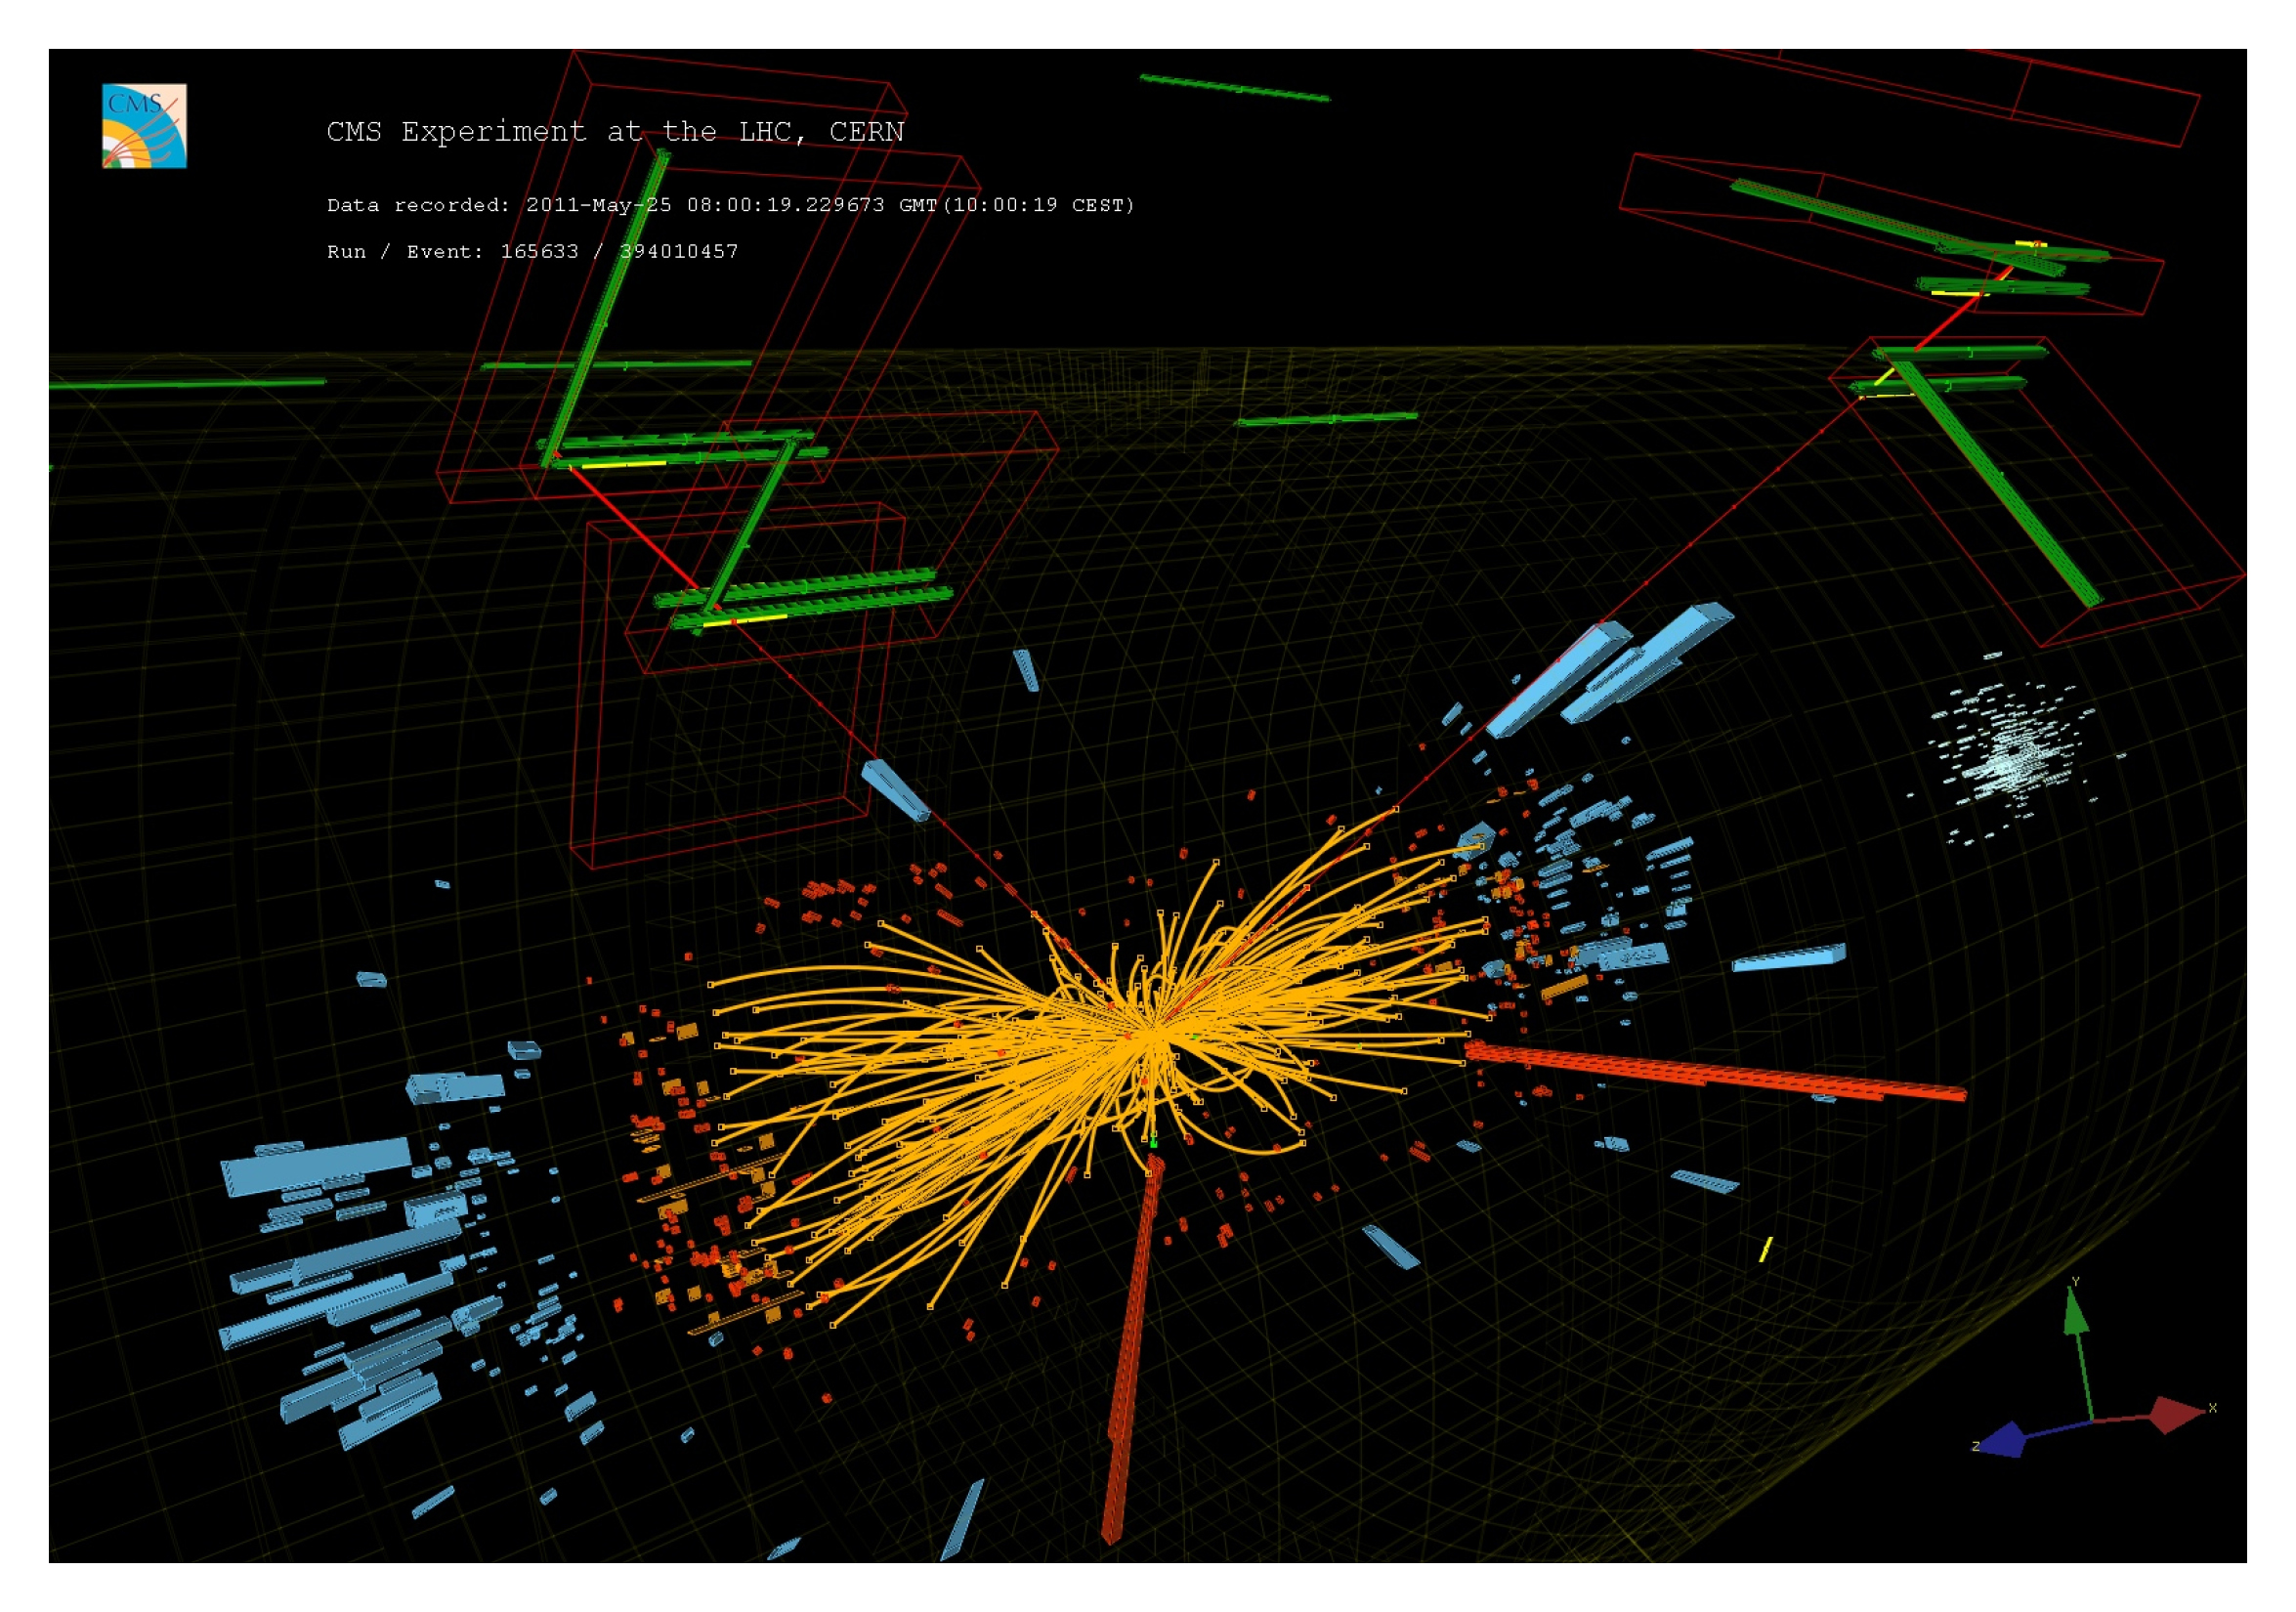 CMS
CMS Experiment at the LHC, CERN
Data recorded: 2011-May-25 08:00:19.229673 GMT(10:00:19 CEST)
Run / Event: 165633 / 394010457
Y
X
Z